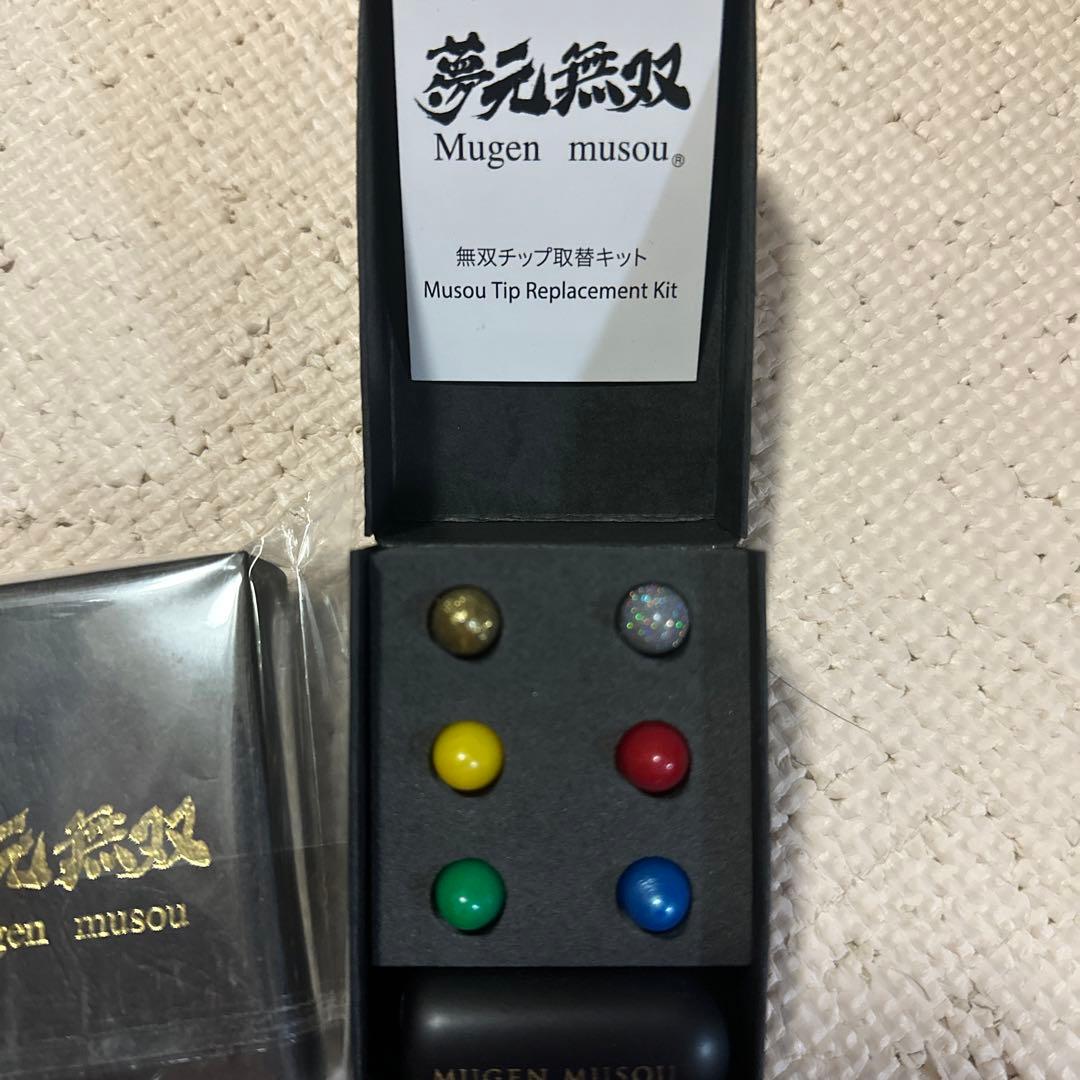 夢元無双
Mugen musou®
無双チップ取替キット
Musou Tip Replacement Kit
元無双
gen musou
MUGEN MUSOU